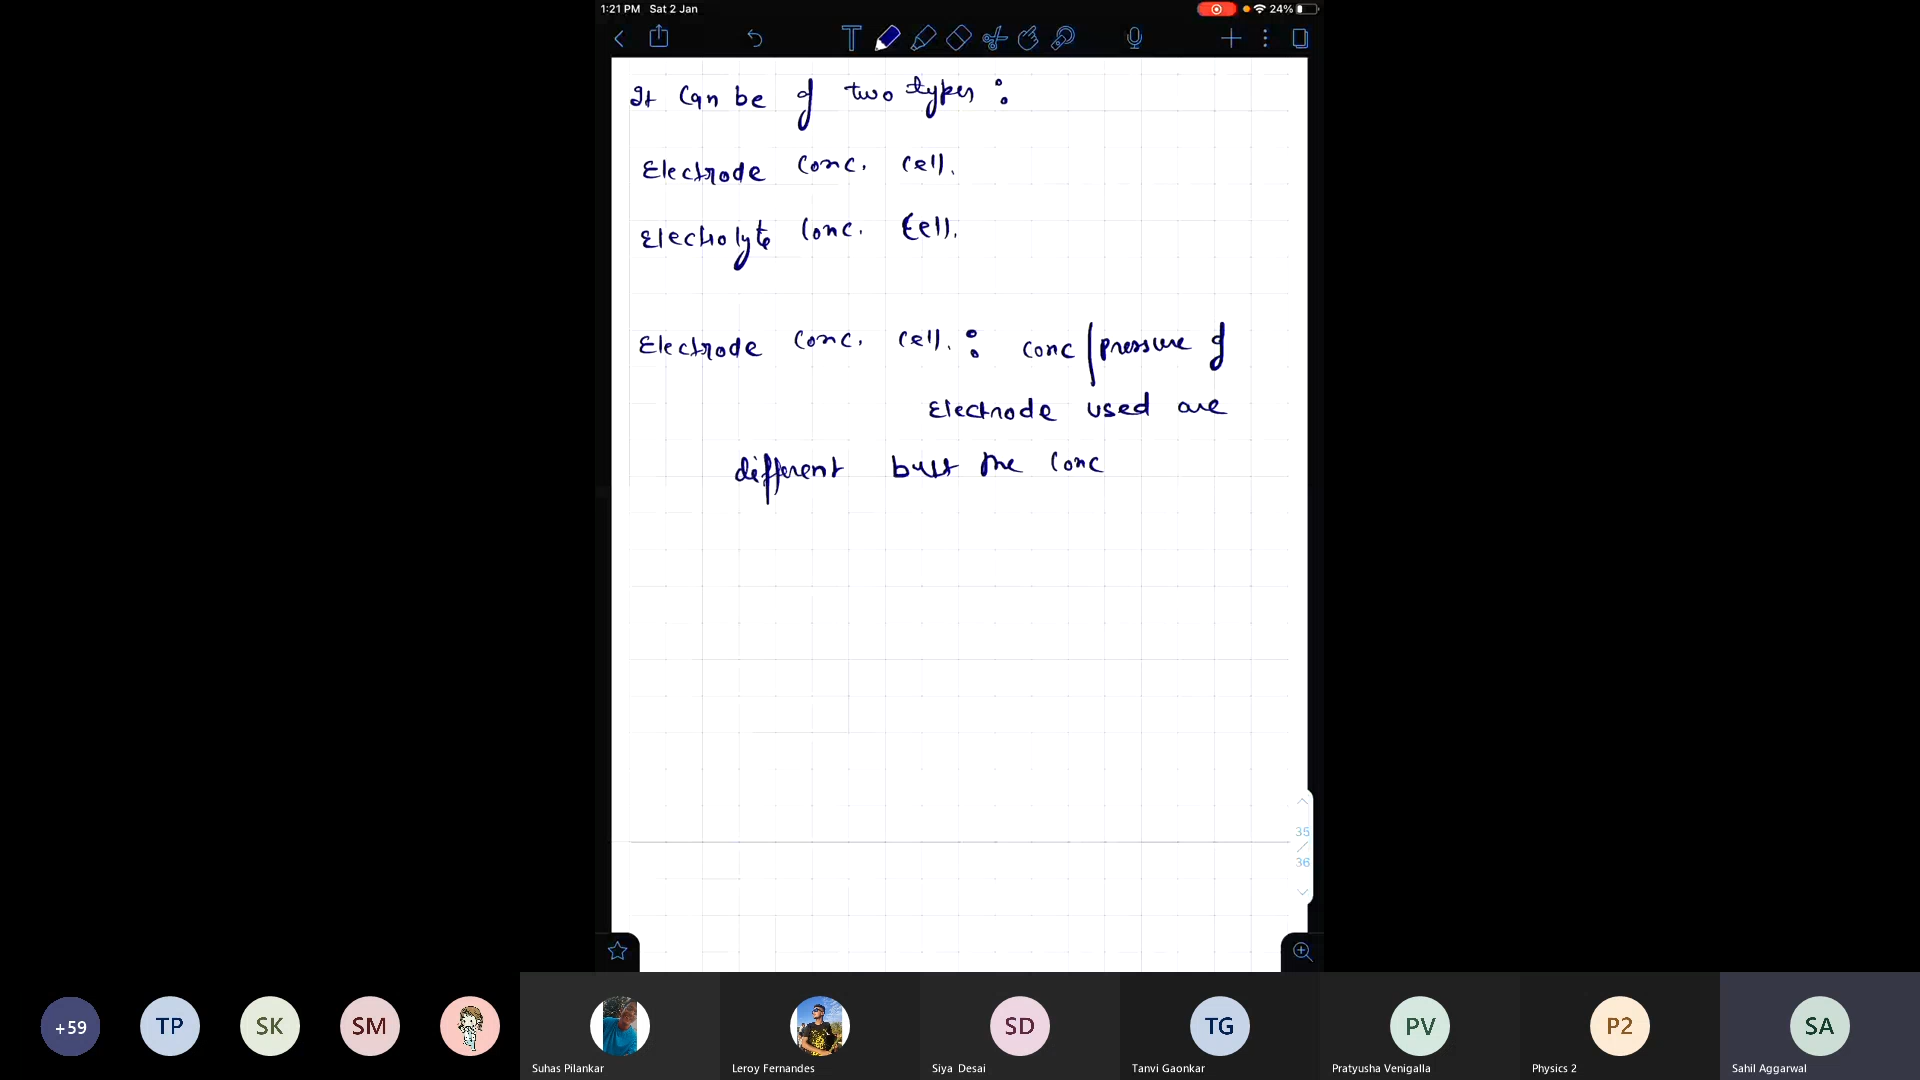 1:21 PM Sat 2 Jan
24%
T
It can be of two types :
Electrode conc. cell.
Electrolyte conc. cell.
Electrode conc. cell. : conc/pressure of
Electrode used are
different but the conc
35
/
36
+59 TP SK SM SD TG PV P2 SA
Suhas Pilankar Leroy Fernandes Siya Desai Tanvi Gaonkar Pratyusha Venigalla Physics 2 Sahil Aggarwal